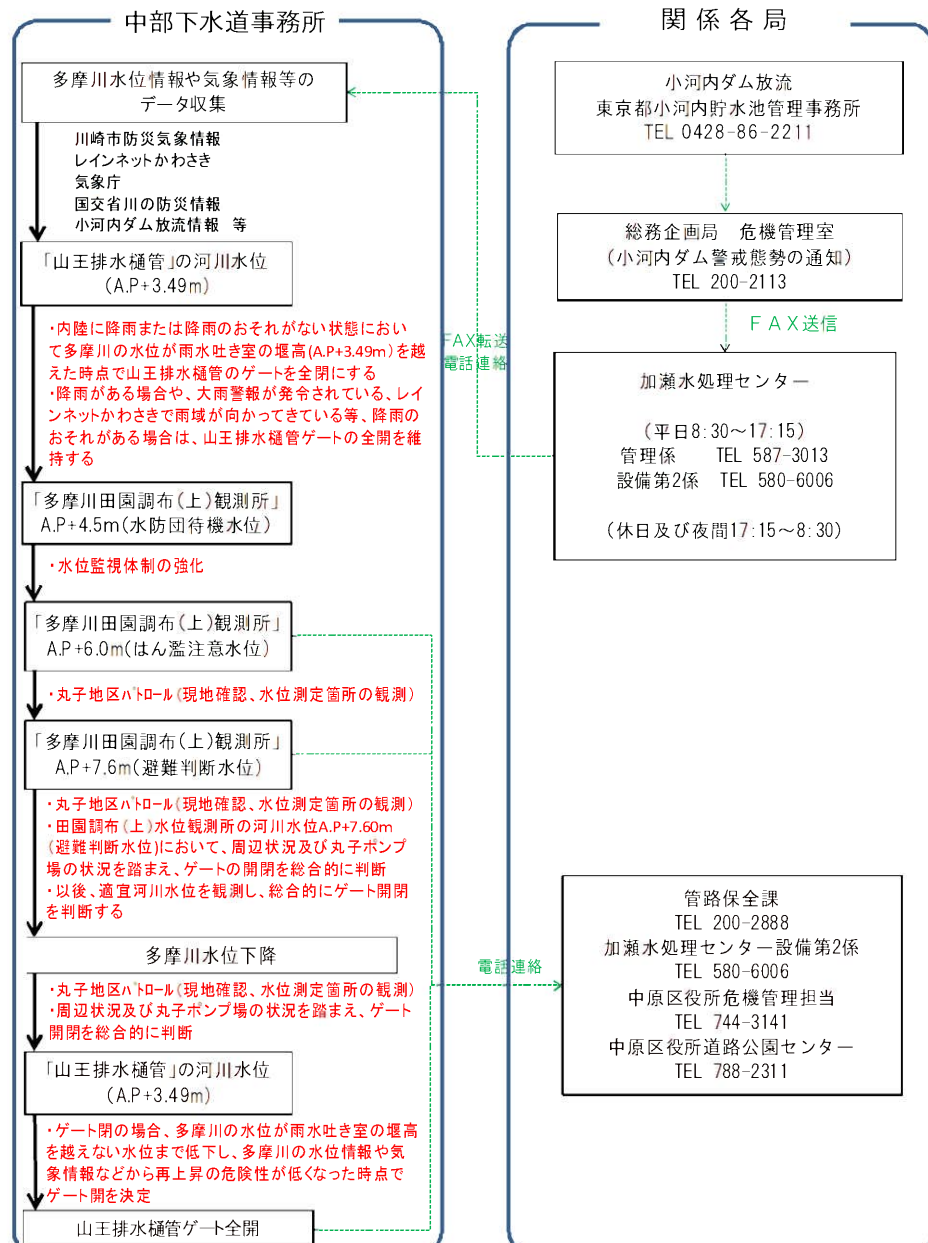 中部下水道事務所
多摩川水位情報や気象情報等の
データ収集
川崎市防災気象情報
レインネットかわさき
気象庁
国交省川の防災情報
小河内ダム放流情報 等
「山王排水樋管」の河川水位
(A.P+3.49m)
・内陸に降雨または降雨のおそれがない状態におい
て多摩川の水位が雨水吐き室の堰高(A.P+3.49m)を越
えた時点で山王排水樋管のゲートを全閉にする
・降雨がある場合や、大雨警報が発令されている、レイ
ンネットかわさきで雨域が向かってきている等、降雨の
おそれがある場合は、山王排水樋管ゲートの全開を維
持する
「多摩川田園調布(上)観測所」
A.P+4.5m(水防団待機水位)
・水位監視体制の強化
「多摩川田園調布(上)観測所」
A.P+6.0m(はん濫注意水位)
・丸子地区パトロール(現地確認、水位測定箇所の観測)
「多摩川田園調布(上)観測所」
A.P+7.6m(避難判断水位)
・丸子地区パトロール(現地確認、水位測定箇所の観測)
・田園調布(上)水位観測所の河川水位A.P+7.60m
(避難判断水位)において、周辺状況及び丸子ポンプ
場の状況を踏まえ、ゲートの開閉を総合的に判断
・以後、適宜河川水位を観測し、総合的にゲート開閉
を判断する
多摩川水位下降
・丸子地区パトロール(現地確認、水位測定箇所の観測)
・周辺状況及び丸子ポンプ場の状況を踏まえ、ゲート
開閉を総合的に判断
「山王排水樋管」の河川水位
(A.P+3.49m)
・ゲート閉の場合、多摩川の水位が雨水吐き室の堰高
を越えない水位まで低下し、多摩川の水位情報や気
象情報などから再上昇の危険性が低くなった時点で
ゲート開を決定
山王排水樋管ゲート全開
FAX転送
電話連絡
電話連絡
関係各局
小河内ダム放流
東京都小河内貯水池管理事務所
TEL 0428-86-2211
総務企画局 危機管理室
(小河内ダム警戒態勢の通知)
TEL 200-2113
FAX送信
加瀬水処理センター
(平日8:30～17:15)
管理係 TEL 587-3013
設備第2係 TEL 580-6006
(休日及び夜間17:15～8:30)
管路保全課
TEL 200-2888
加瀬水処理センター設備第2係
TEL 580-6006
中原区役所危機管理担当
TEL 744-3141
中原区役所道路公園センター
TEL 788-2311